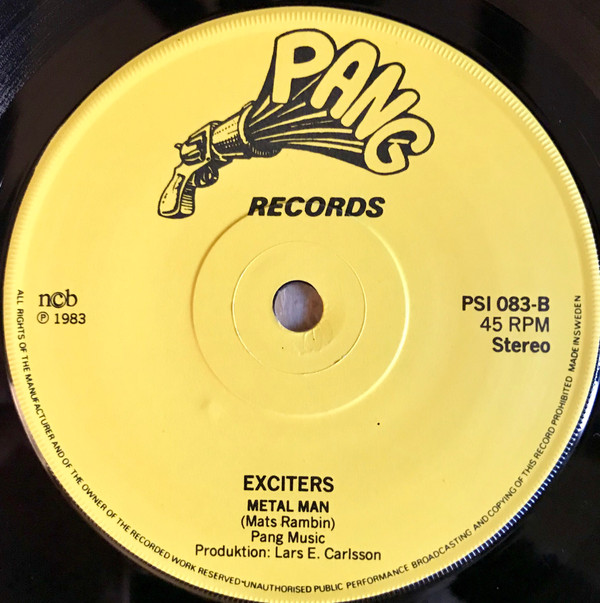 PANG
RECORDS
ncb
℗ 1983
PSI 083-B
45 RPM
Stereo
EXCITERS
METAL MAN
(Mats Rambin)
Pang Music
Produktion: Lars E. Carlsson
ALL RIGHTS OF THE MANUFACTURER AND OF THE OWNER OF THE RECORDED WORK RESERVED•UNAUTHORISED PUBLIC PERFORMANCE BROADCASTING AND COPYING OF THIS RECORD PROHIBITED MADE IN SWEDEN